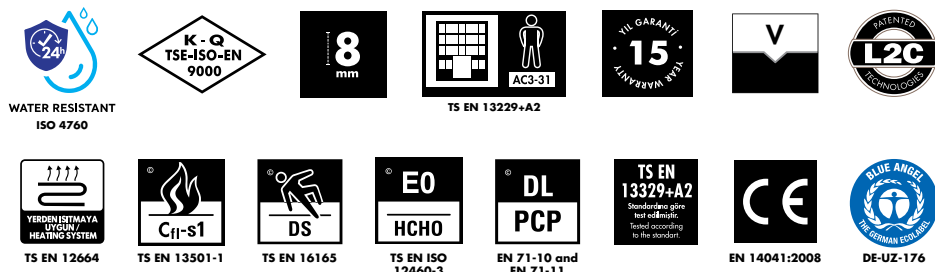 24h
WATER RESISTANT
ISO 4760
K - Q
TSE-ISO-EN
9000
8
mm
AC3-31
TS EN 13229+A2
YIL GARANTİ
15
YEAR WARRANTY
V
PATENTED
L2C
TECHNOLOGIES
YERDEN ISITMAYA
UYGUN /
HEATING SYSTEM
TS EN 12664
©
Cfl-s1
TS EN 13501-1
©
DS
TS EN 16165
©
E0
HCHO
TS EN ISO
12460-3
©
DL
PCP
EN 71-10 and
EN 71-11
TS EN
13329+A2
Standardına göre
test edilmiştir.
Tested according
to the standart.
CE
EN 14041:2008
BLUE ANGEL
THE GERMAN ECOLABEL
DE-UZ-176